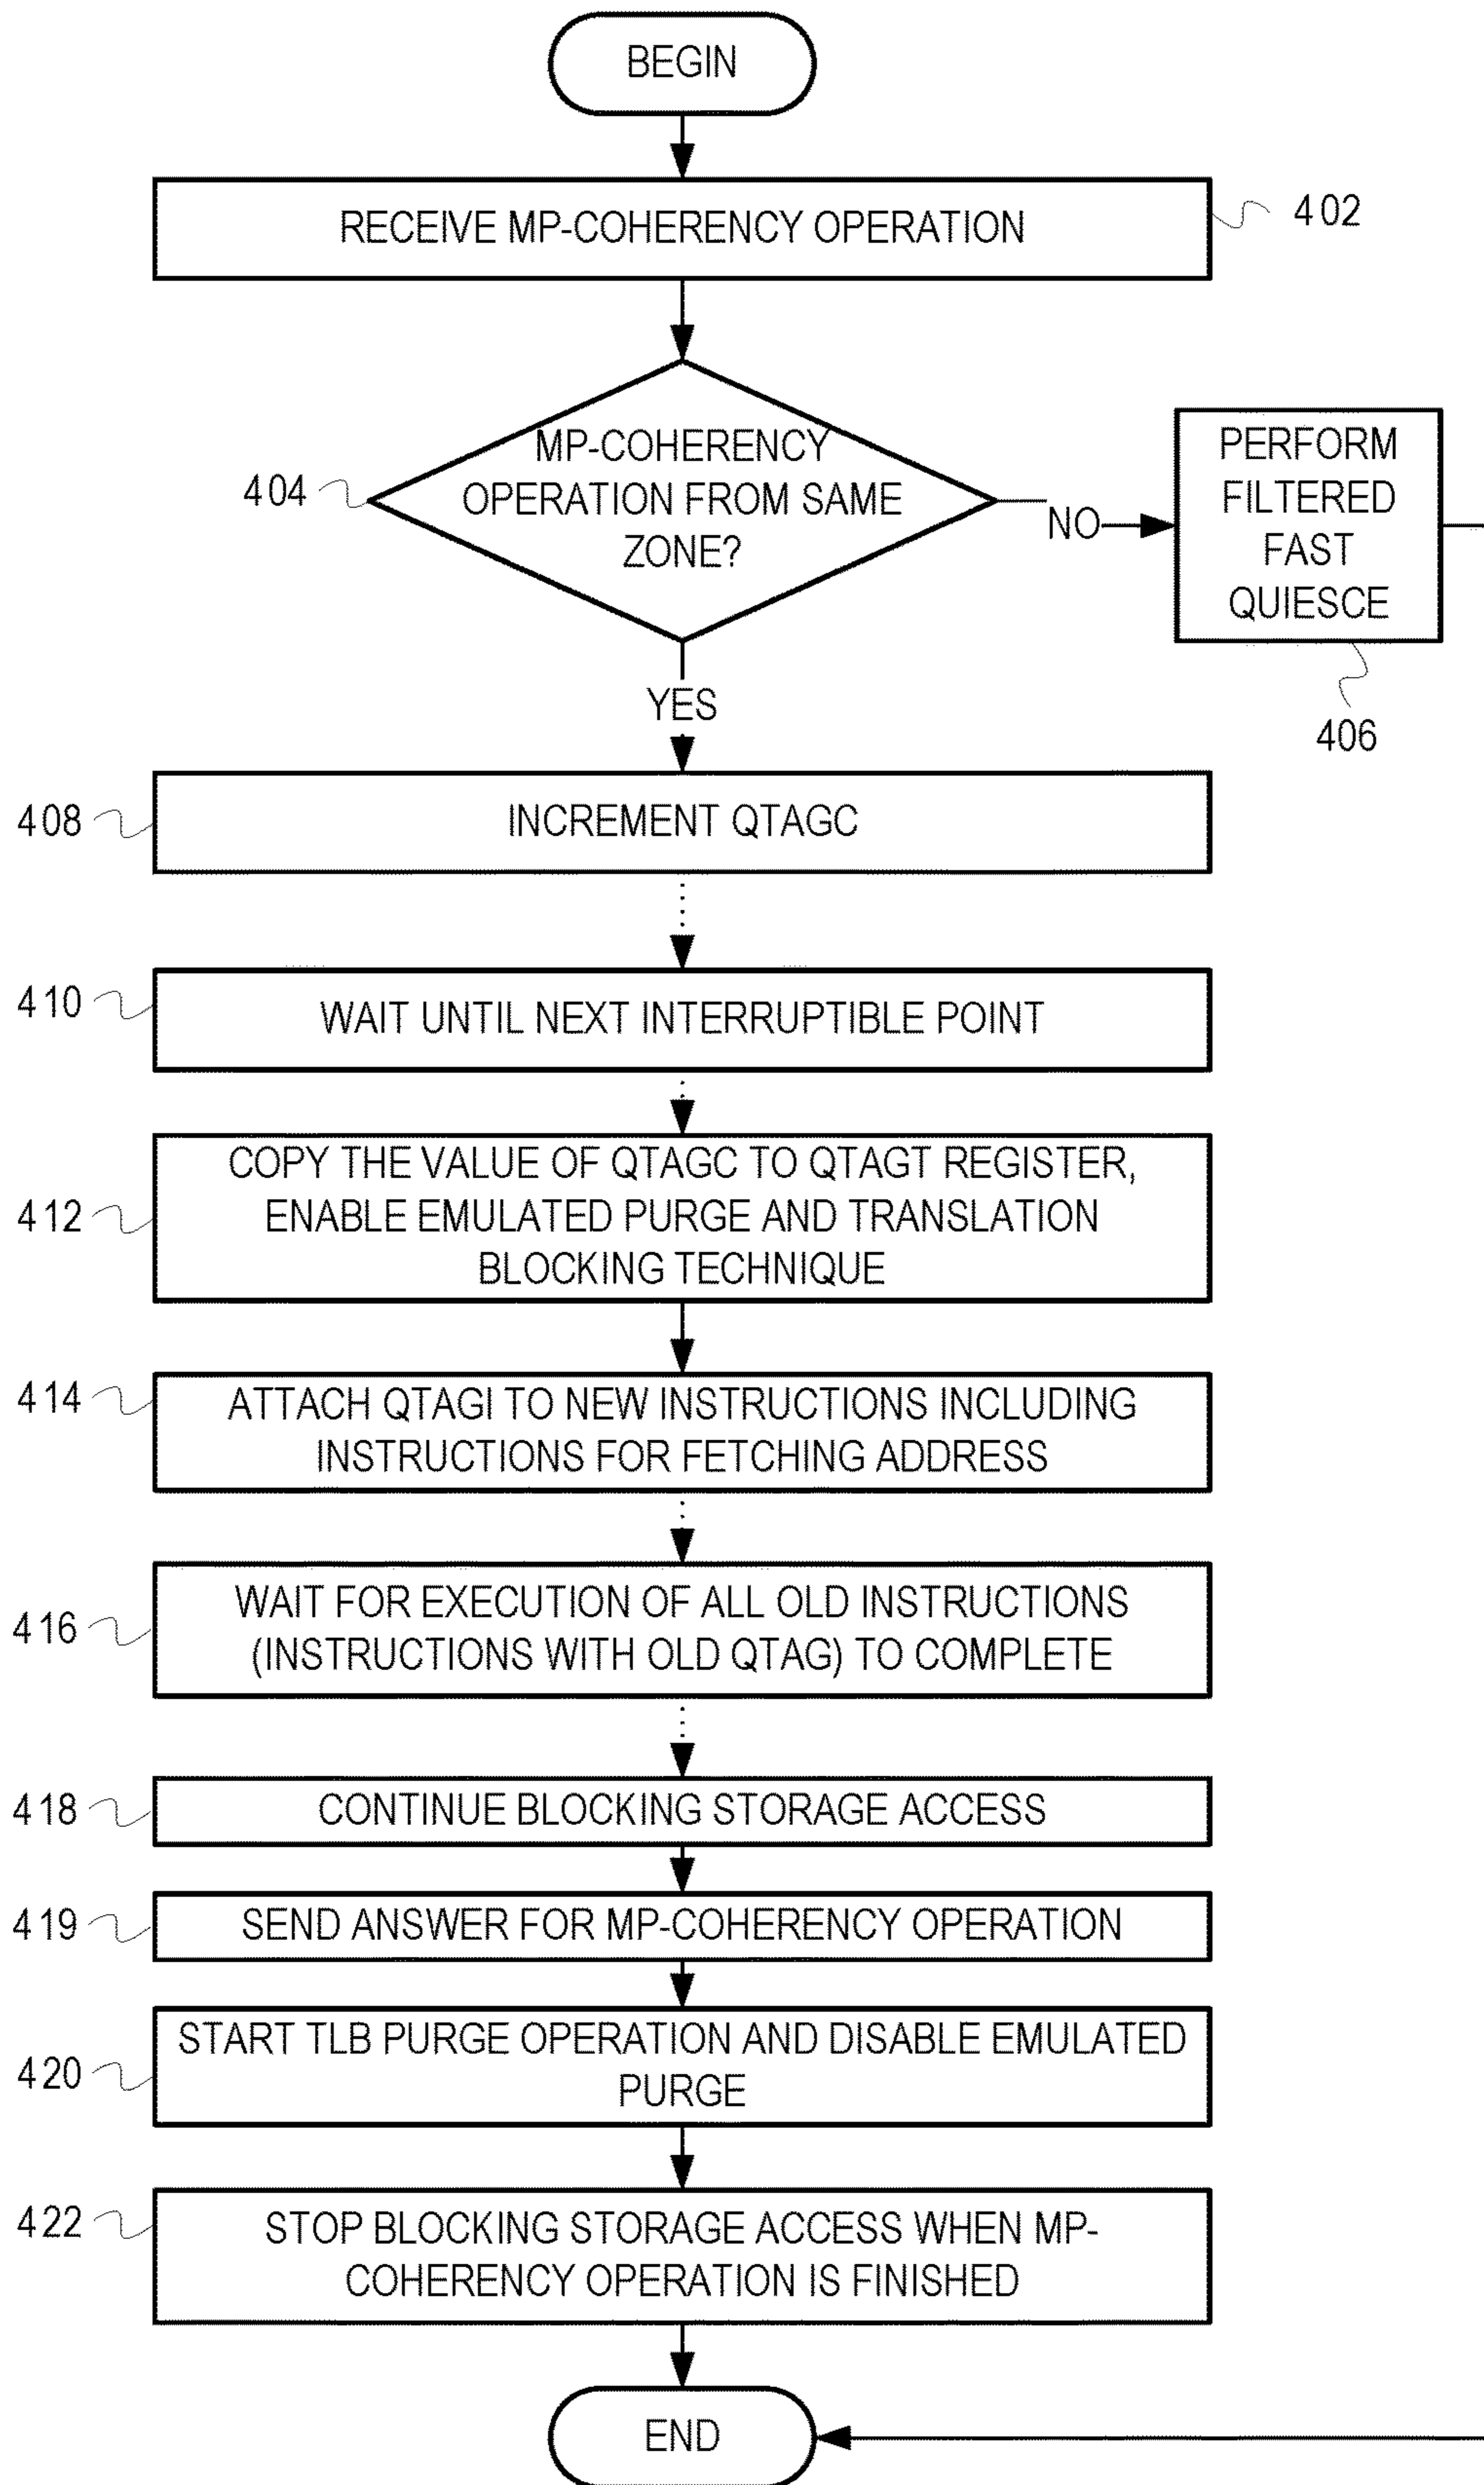 BEGIN
RECEIVE MP-COHERENCY OPERATION
402
MP-COHERENCY
OPERATION FROM SAME
ZONE?
404
NO
PERFORM
FILTERED
FAST
QUIESCE
406
YES
408
INCREMENT QTAGC
410
WAIT UNTIL NEXT INTERRUPTIBLE POINT
412
COPY THE VALUE OF QTAGC TO QTAGT REGISTER,
ENABLE EMULATED PURGE AND TRANSLATION
BLOCKING TECHNIQUE
414
ATTACH QTAGI TO NEW INSTRUCTIONS INCLUDING
INSTRUCTIONS FOR FETCHING ADDRESS
416
WAIT FOR EXECUTION OF ALL OLD INSTRUCTIONS
(INSTRUCTIONS WITH OLD QTAG) TO COMPLETE
418
CONTINUE BLOCKING STORAGE ACCESS
419
SEND ANSWER FOR MP-COHERENCY OPERATION
420
START TLB PURGE OPERATION AND DISABLE EMULATED
PURGE
422
STOP BLOCKING STORAGE ACCESS WHEN MP-
COHERENCY OPERATION IS FINISHED
END